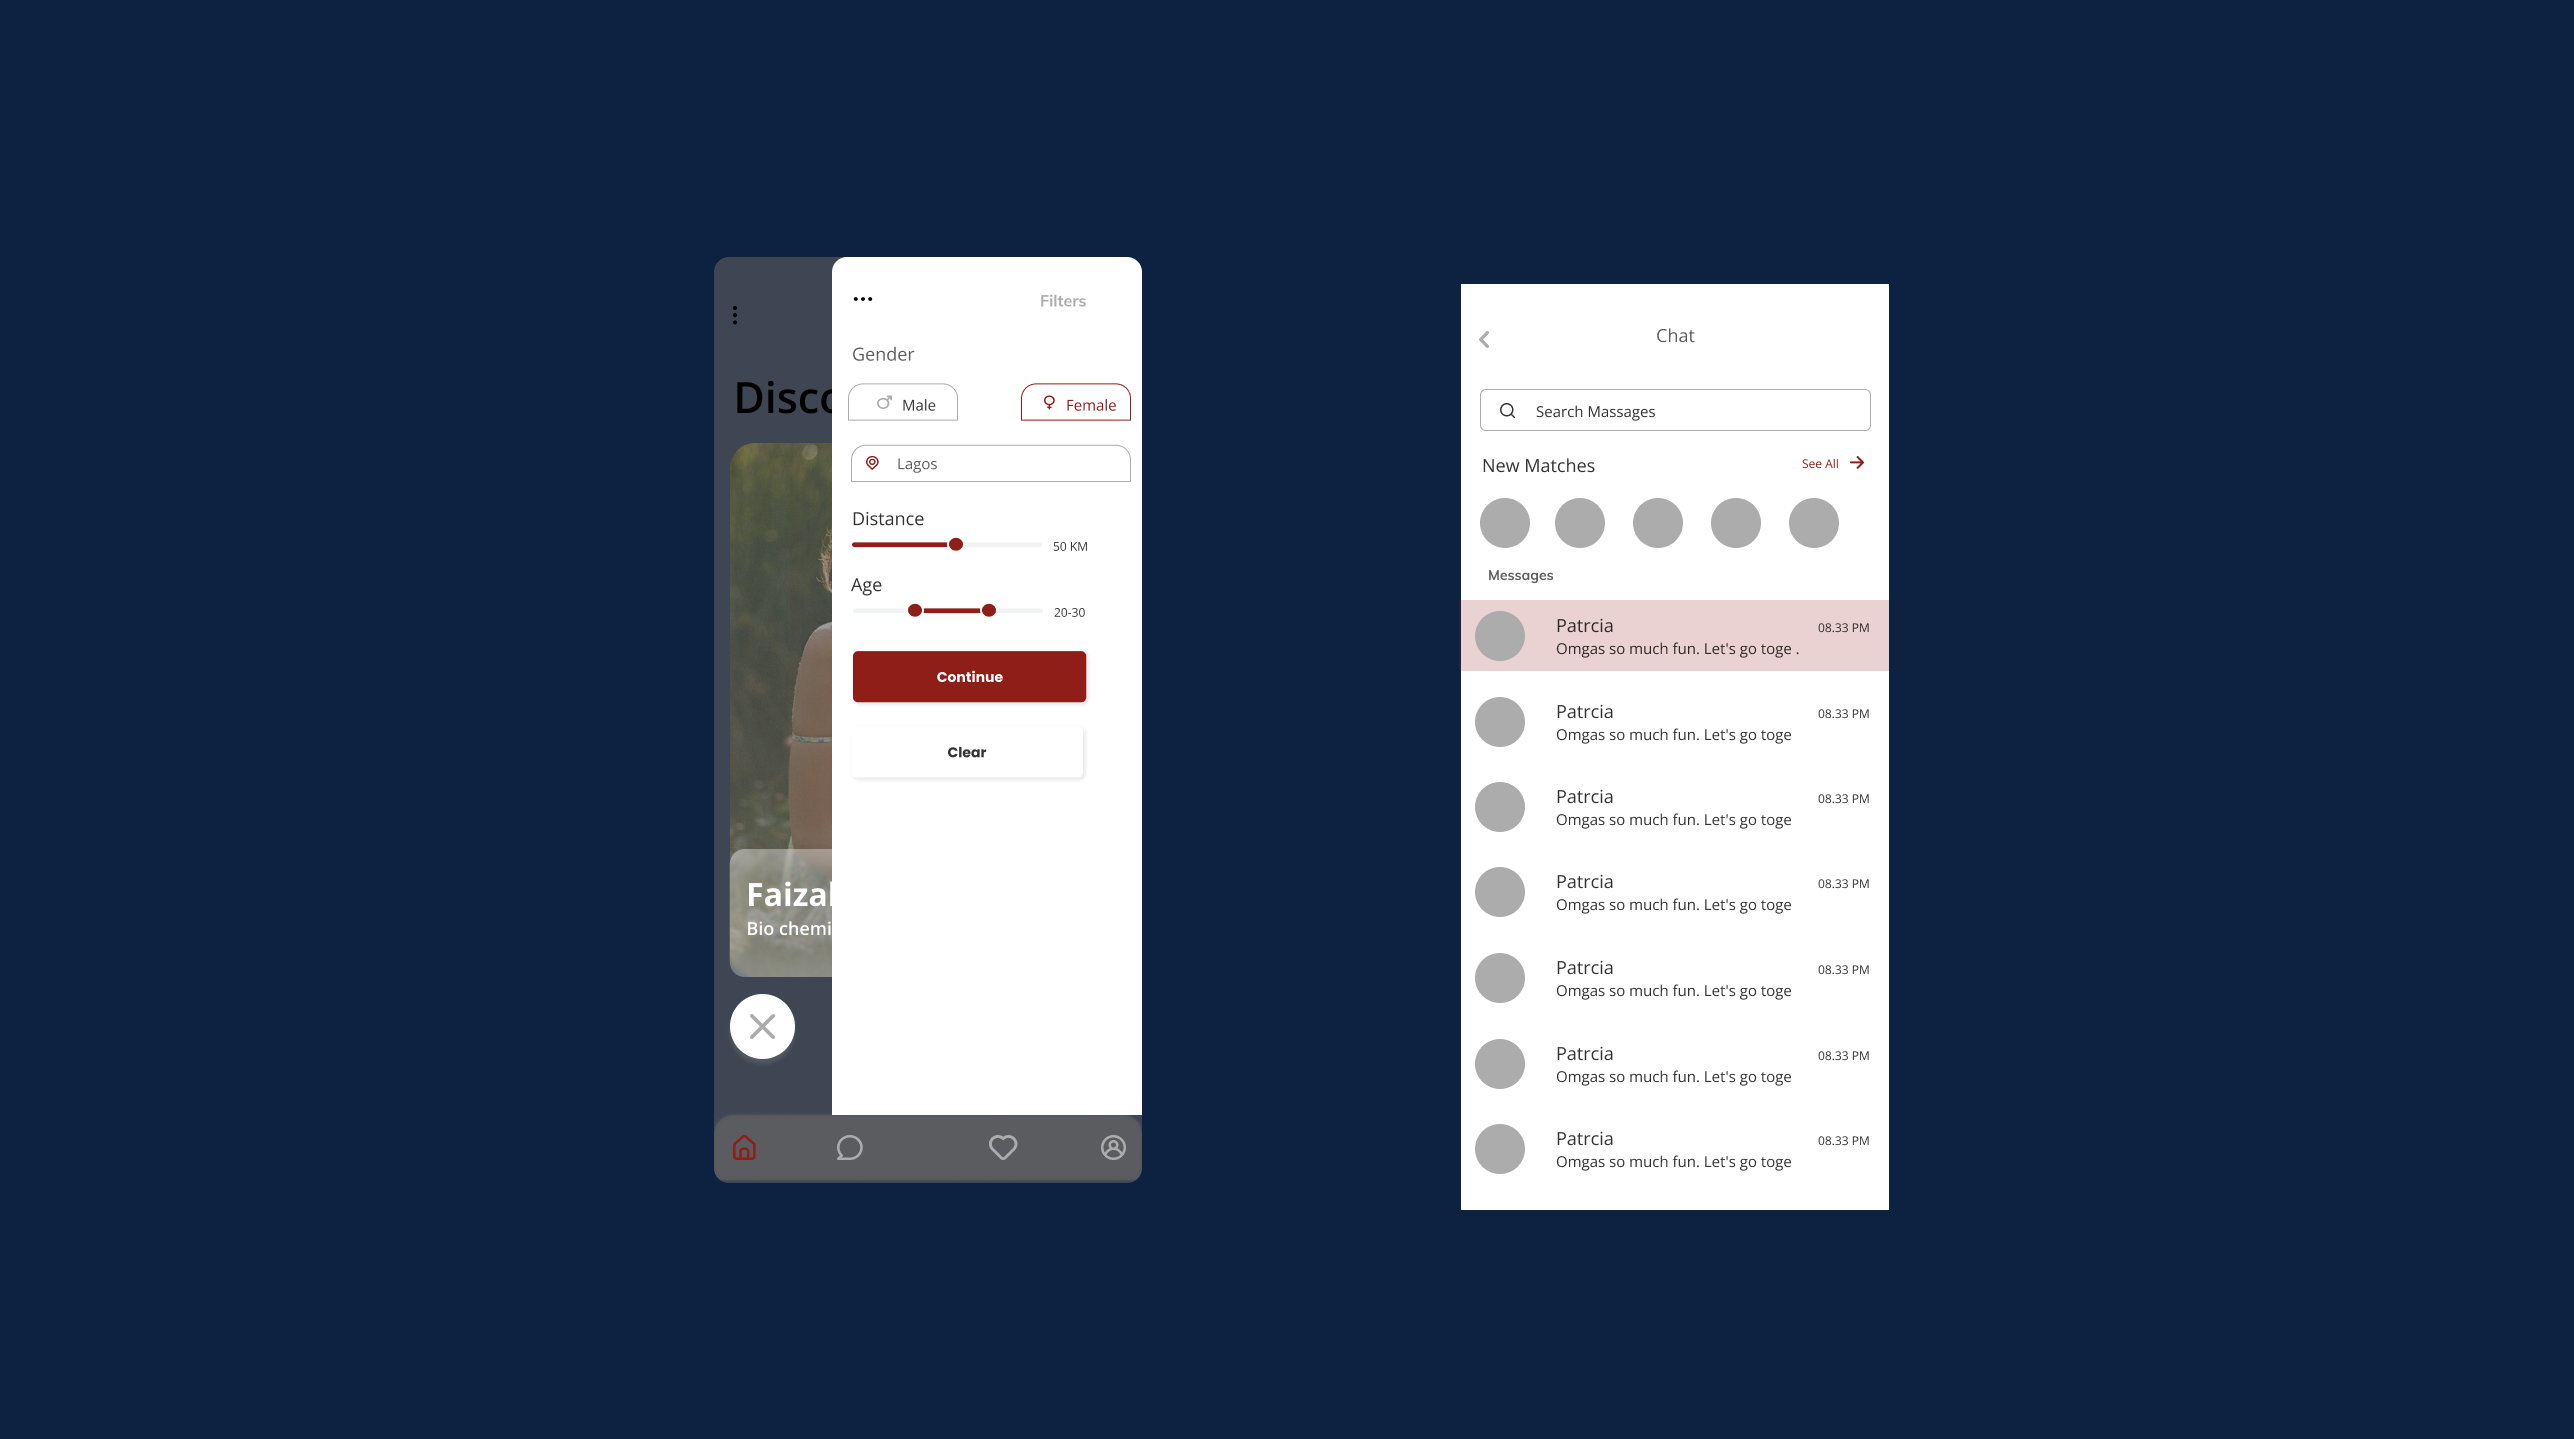 Filters
Gender
Male
Female
Lagos
Distance
50 KM
Age
20-30
Continue
Clear
Disco
Faizal
Bio chemi
Chat
Search Massages
New Matches
See All
Messages
Patrcia
08.33 PM
Omgas so much fun. Let's go toge .
Patrcia
08.33 PM
Omgas so much fun. Let's go toge
Patrcia
08.33 PM
Omgas so much fun. Let's go toge
Patrcia
08.33 PM
Omgas so much fun. Let's go toge
Patrcia
08.33 PM
Omgas so much fun. Let's go toge
Patrcia
08.33 PM
Omgas so much fun. Let's go toge
Patrcia
08.33 PM
Omgas so much fun. Let's go toge